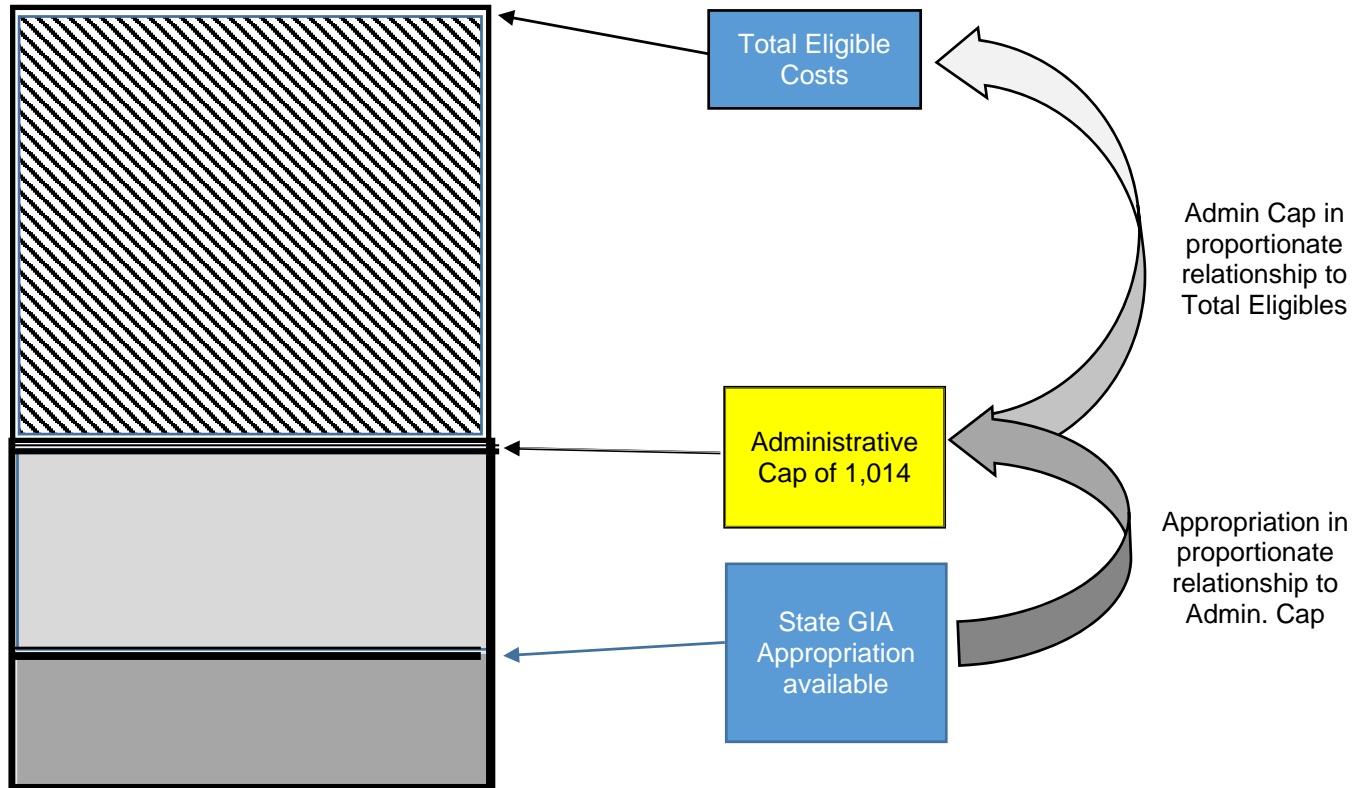 Total Eligible
Costs
Admin Cap in
proportionate
relationship to
Total Eligibles
Administrative
Cap of 1,014
Appropriation in
proportionate
relationship to
Admin. Cap
State GIA
Appropriation
available